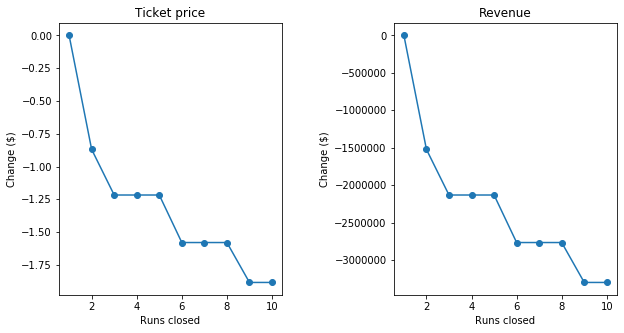 Ticket price
Change ($)
0.00
−0.25
−0.50
−0.75
−1.00
−1.25
−1.50
−1.75
2 4 6 8 10
Runs closed
Revenue
Change ($)
0
−500000
−1000000
−1500000
−2000000
−2500000
−3000000
2 4 6 8 10
Runs closed